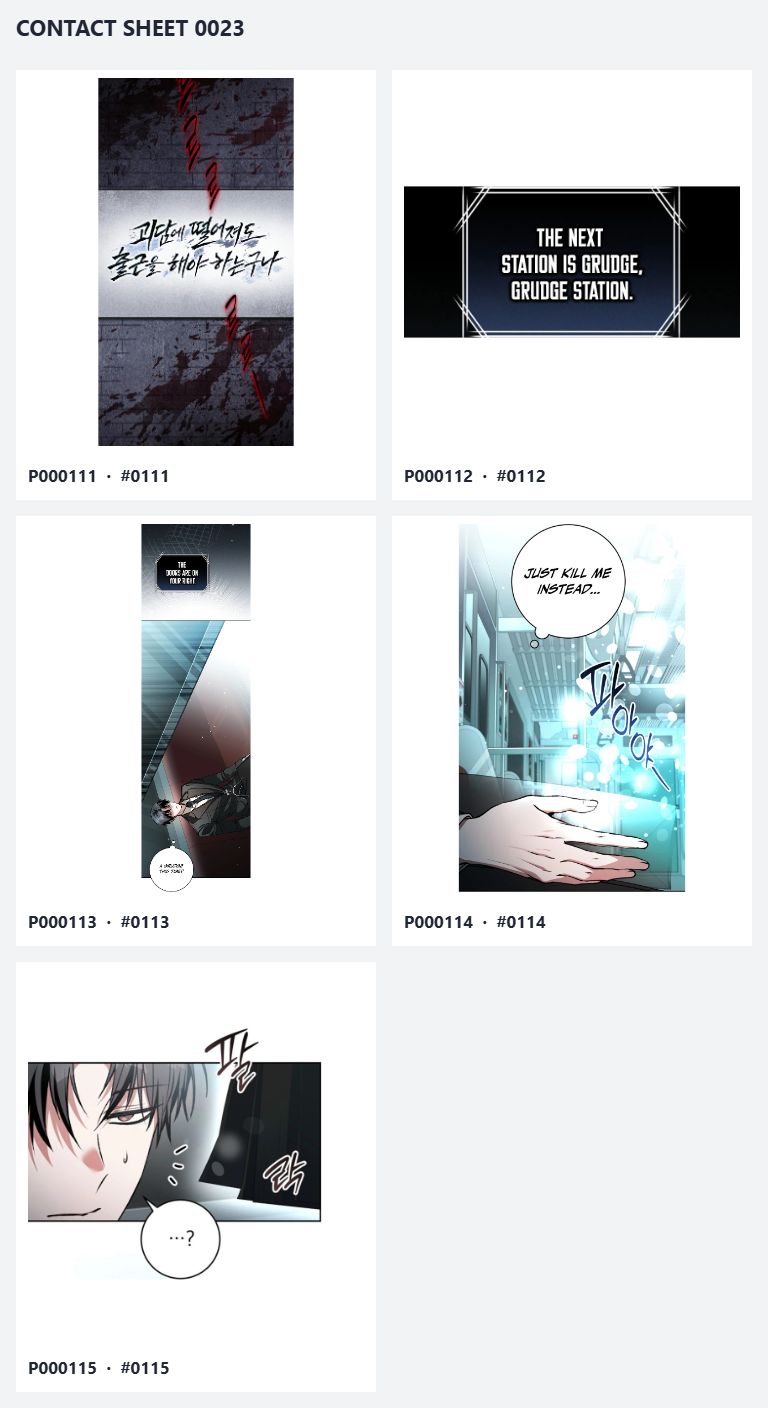 CONTACT SHEET 0023
괴담에 떨어져도
출근을 해야 하는구나
P000111 · #0111
THE NEXT
STATION IS GRUDGE,
GRUDGE STATION.
P000112 · #0112
THE
DOORS ARE ON
YOUR RIGHT
P000113 · #0113
JUST KILL ME
INSTEAD...
파아아
P000114 · #0114
팔
락
...?
P000115 · #0115